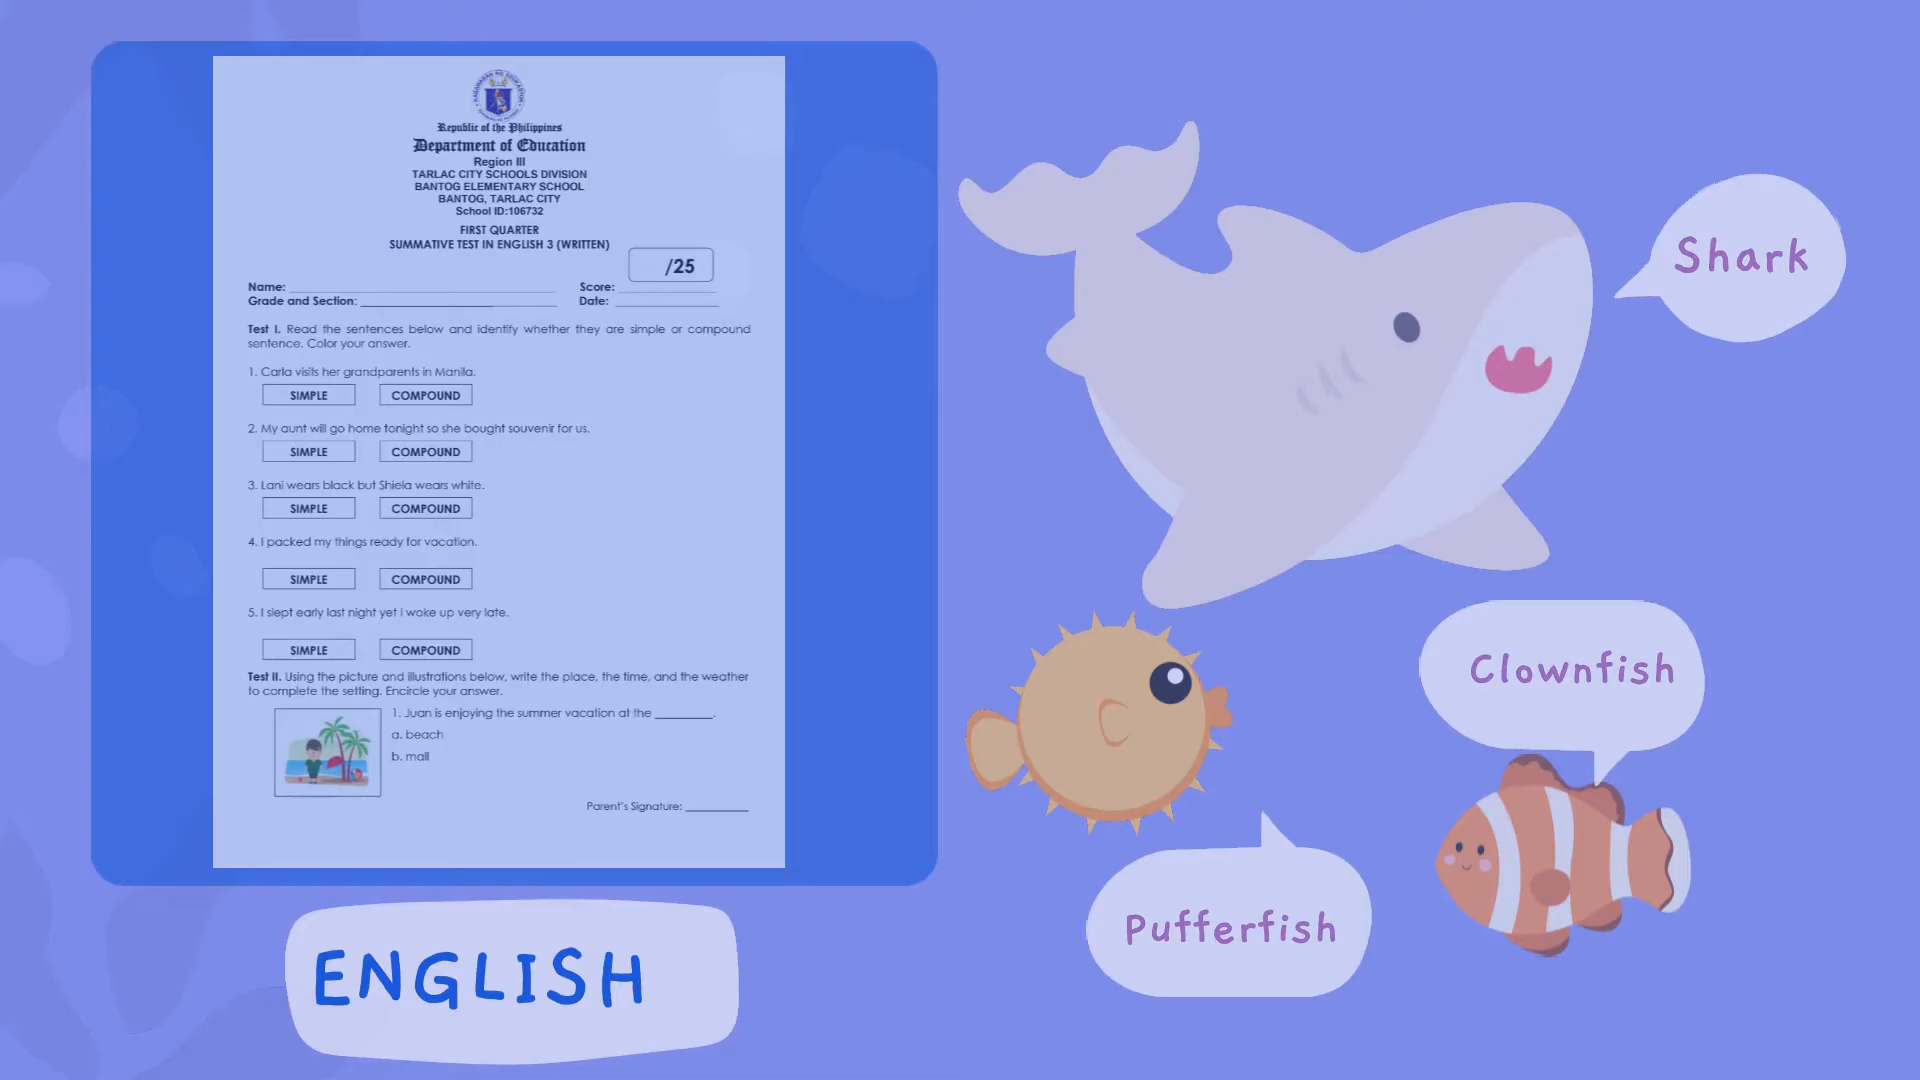 Republic of the Philippines
Department of Education
Region III
TARLAC CITY SCHOOLS DIVISION
BANTOG ELEMENTARY SCHOOL
BANTOG, TARLAC CITY
School ID:106732
FIRST QUARTER
SUMMATIVE TEST IN ENGLISH 3 (WRITTEN)
/25
Name: Score:
Grade and Section: Date:
Test I. Read the sentences below and identify whether they are simple or compound
sentence. Color your answer.
1. Carla visits her grandparents in Manila.
SIMPLE COMPOUND
2. My aunt will go home tonight so she bought souvenir for us.
SIMPLE COMPOUND
3. Lani wears black but Shiela wears white.
SIMPLE COMPOUND
4. I packed my things ready for vacation.
SIMPLE COMPOUND
5. I slept early last night yet I woke up very late.
SIMPLE COMPOUND
Test II. Using the picture and illustrations below, write the place, the time, and the weather
to complete the setting. Encircle your answer.
1. Juan is enjoying the summer vacation at the ________.
a. beach
b. mall
Parent's Signature: ________
ENGLISH
Shark
Clownfish
Pufferfish